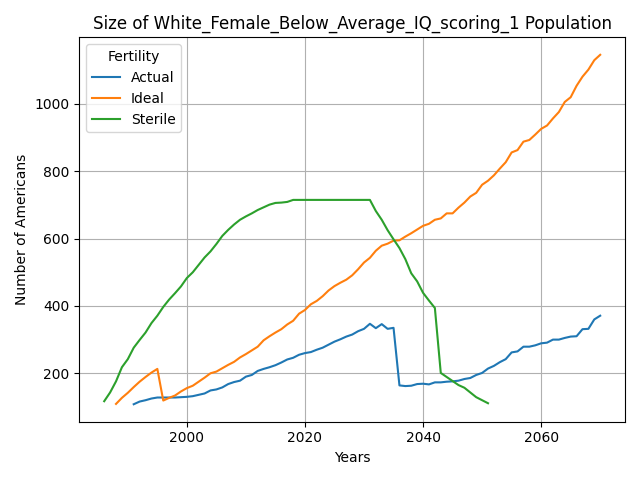 Size of White_Female_Below_Average_IQ_scoring_1 Population
Fertility
Actual
Ideal
Sterile
Number of Americans
1000
800
600
400
200
2000
2020
2040
2060
Years